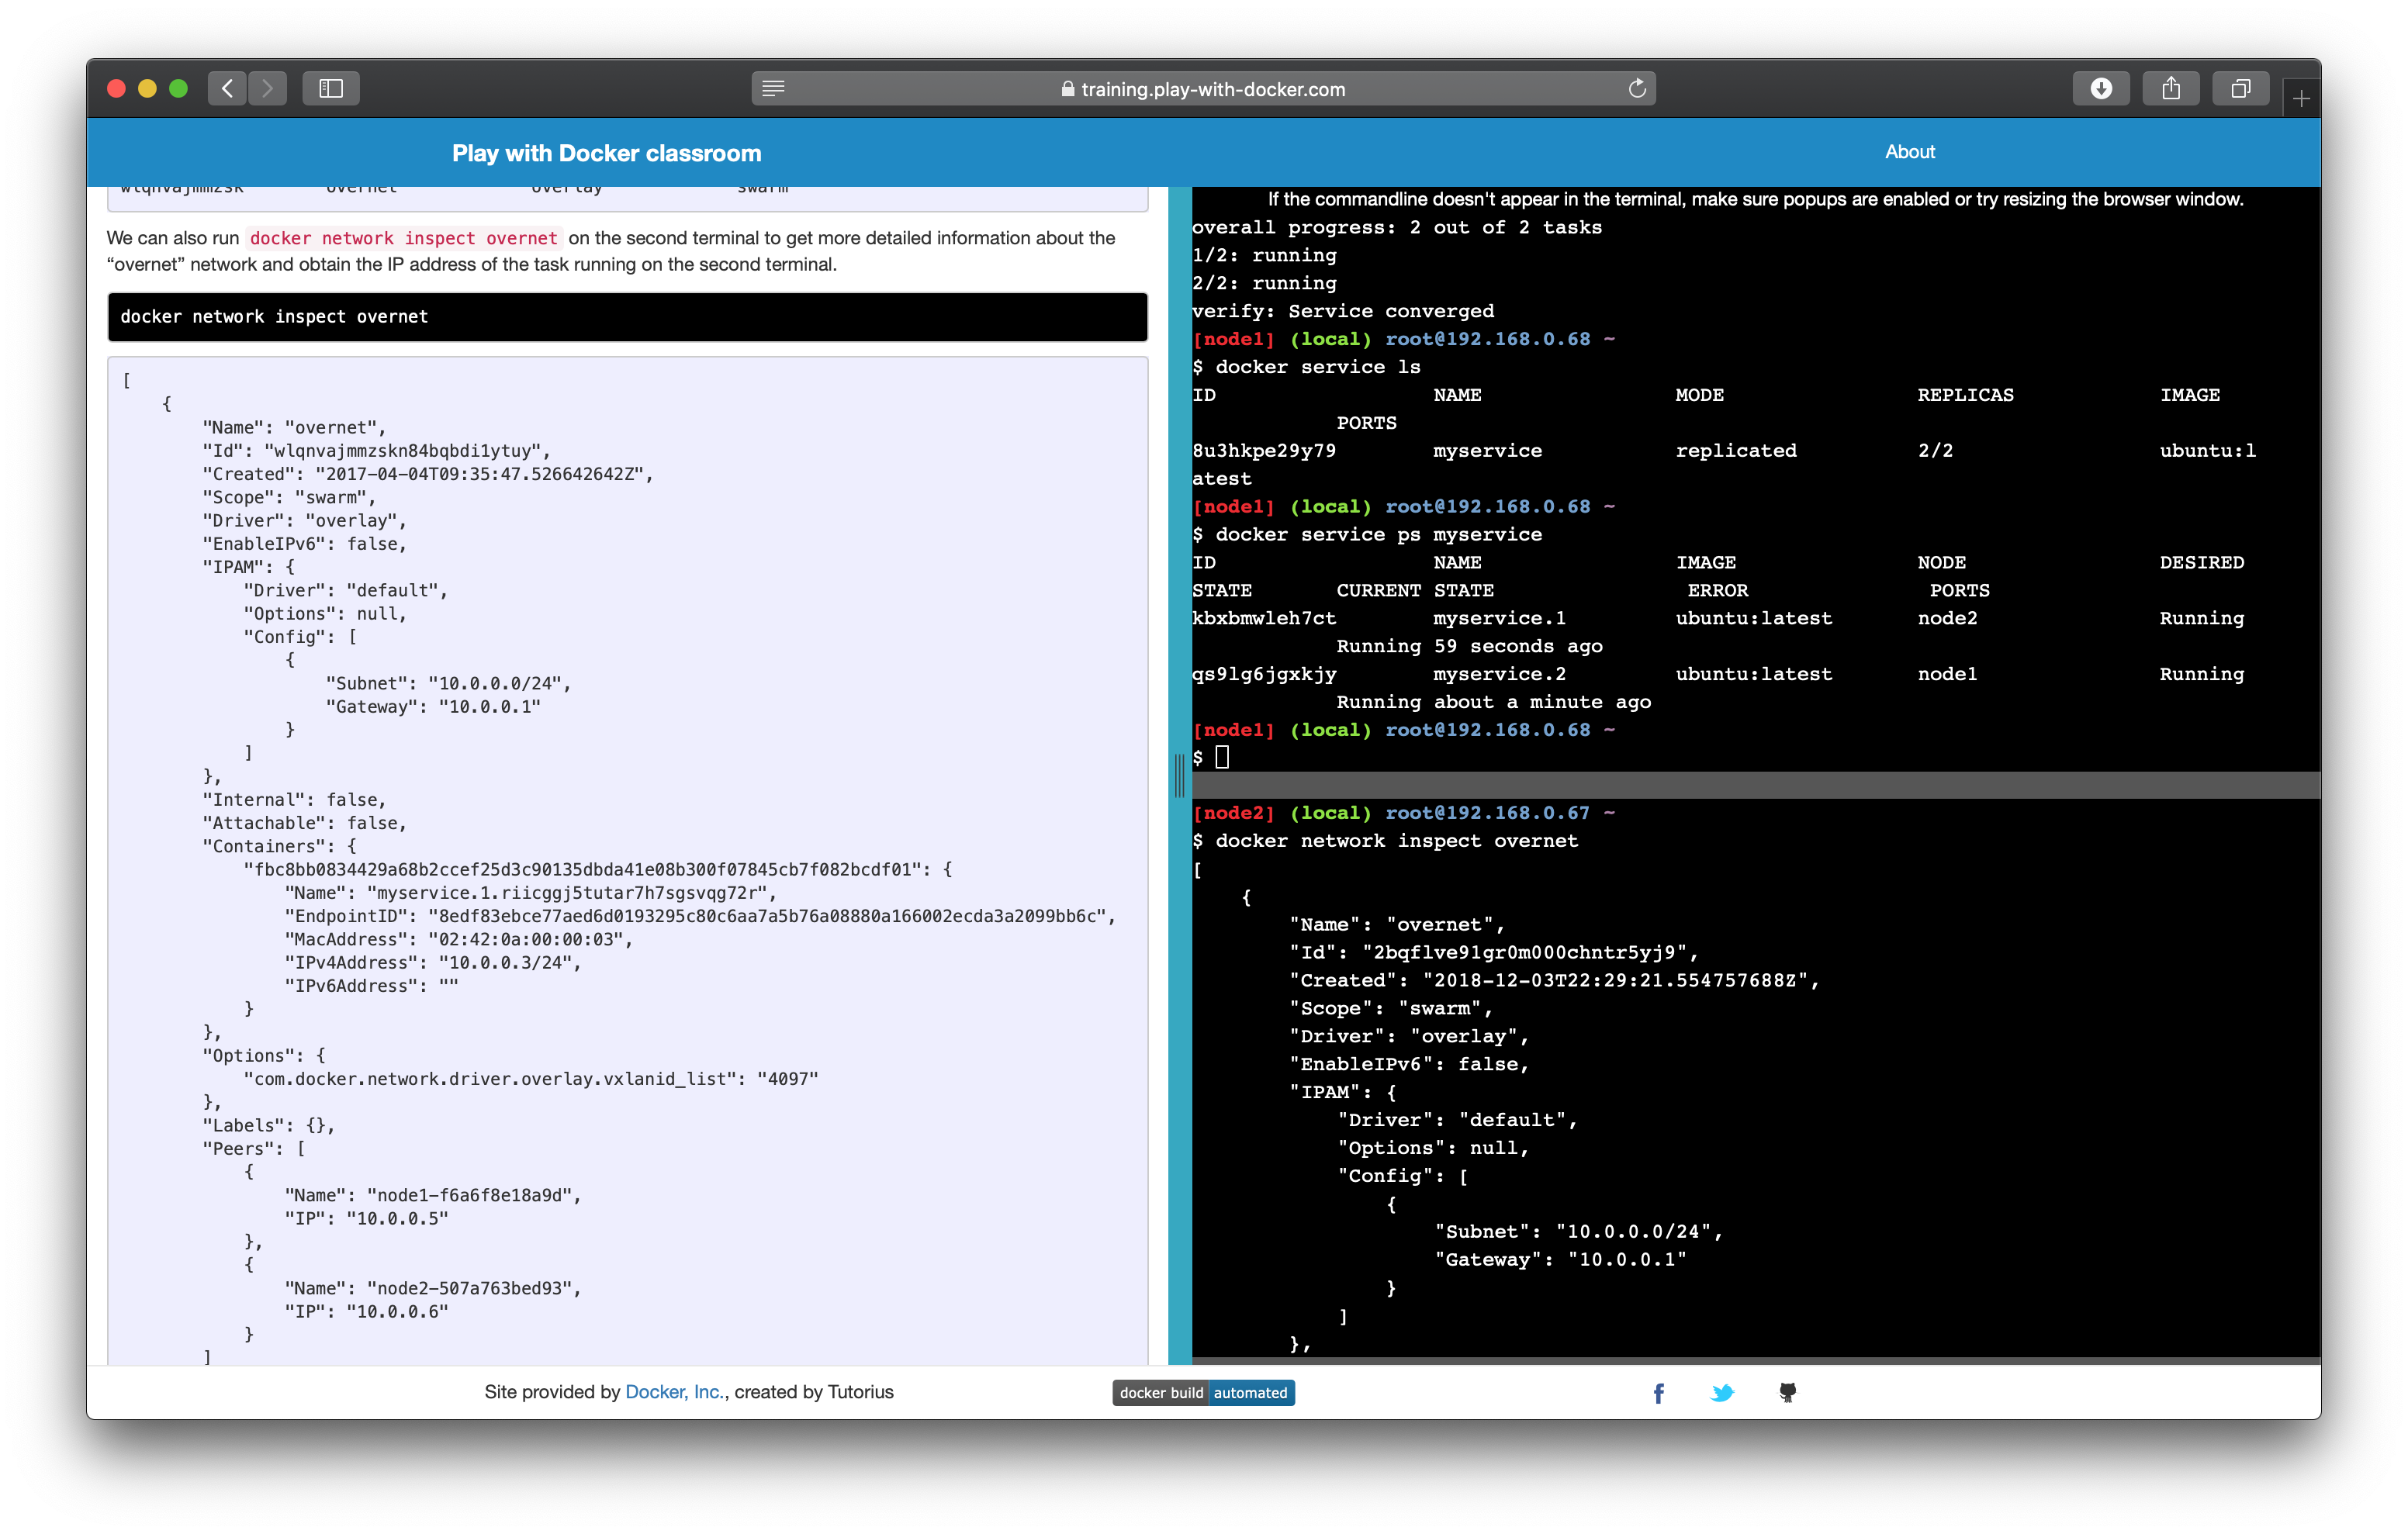 training.play-with-docker.com
Play with Docker classroom
About
wlqnvajmmzsk overnet overlay swarm
We can also run docker network inspect overnet on the second terminal to get more detailed information about the
“overnet” network and obtain the IP address of the task running on the second terminal.
docker network inspect overnet
[
{
"Name": "overnet",
"Id": "wlqnvajmmzskn84bqbdi1ytuy",
"Created": "2017-04-04T09:35:47.526642642Z",
"Scope": "swarm",
"Driver": "overlay",
"EnableIPv6": false,
"IPAM": {
"Driver": "default",
"Options": null,
"Config": [
{
"Subnet": "10.0.0.0/24",
"Gateway": "10.0.0.1"
}
]
},
"Internal": false,
"Attachable": false,
"Containers": {
"fbc8bb0834429a68b2ccef25d3c90135dbda41e08b300f07845cb7f082bcdf01": {
"Name": "myservice.1.riicggj5tutar7h7sgsvqg72r",
"EndpointID": "8edf83ebce77aed6d0193295c80c6aa7a5b76a08880a166002ecda3a2099bb6c",
"MacAddress": "02:42:0a:00:00:03",
"IPv4Address": "10.0.0.3/24",
"IPv6Address": ""
}
},
"Options": {
"com.docker.network.driver.overlay.vxlanid_list": "4097"
},
"Labels": {},
"Peers": [
{
"Name": "node1-f6a6f8e18a9d",
"IP": "10.0.0.5"
},
{
"Name": "node2-507a763bed93",
"IP": "10.0.0.6"
}
]
If the commandline doesn't appear in the terminal, make sure popups are enabled or try resizing the browser window.
overall progress: 2 out of 2 tasks
1/2: running
2/2: running
verify: Service converged
[node1] (local) root@192.168.0.68 ~
$ docker service ls
ID NAME MODE REPLICAS IMAGE
PORTS
8u3hkpe29y79 myservice replicated 2/2 ubuntu:l
atest
[node1] (local) root@192.168.0.68 ~
$ docker service ps myservice
ID NAME IMAGE NODE DESIRED
STATE CURRENT STATE ERROR PORTS
kbxbmwleh7ct myservice.1 ubuntu:latest node2 Running
Running 59 seconds ago
qs9lg6jgxkjy myservice.2 ubuntu:latest node1 Running
Running about a minute ago
[node1] (local) root@192.168.0.68 ~
$
[node2] (local) root@192.168.0.67 ~
$ docker network inspect overnet
[
{
"Name": "overnet",
"Id": "2bqflve91gr0m000chntr5yj9",
"Created": "2018-12-03T22:29:21.554757688Z",
"Scope": "swarm",
"Driver": "overlay",
"EnableIPv6": false,
"IPAM": {
"Driver": "default",
"Options": null,
"Config": [
{
"Subnet": "10.0.0.0/24",
"Gateway": "10.0.0.1"
}
]
},
Site provided by Docker, Inc., created by Tutorius
docker build automated